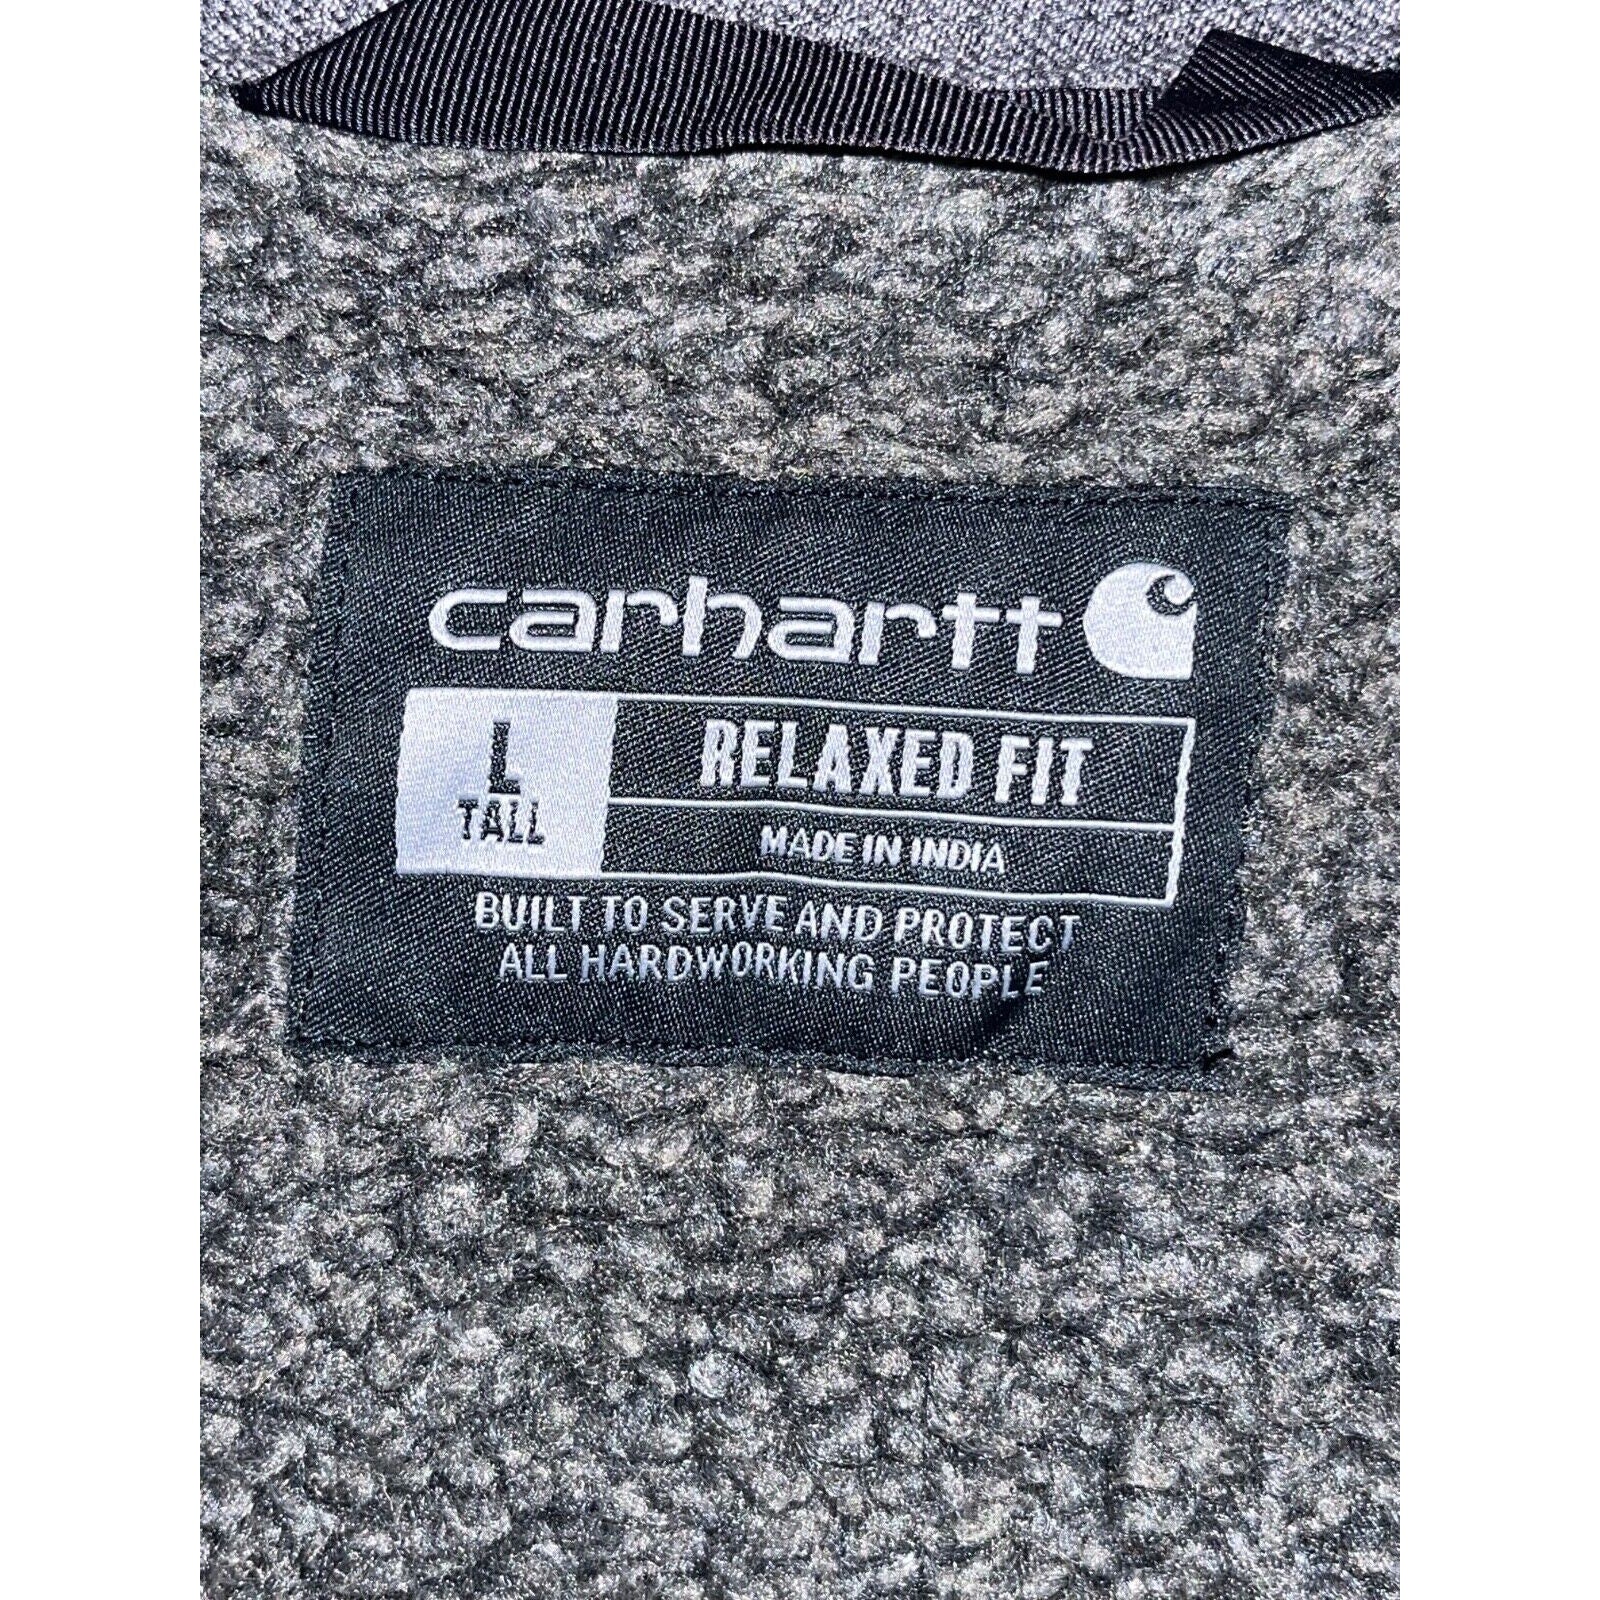 carhartt
L
TALL
RELAXED FIT
MADE IN INDIA
BUILT TO SERVE AND PROTECT
ALL HARDWORKING PEOPLE